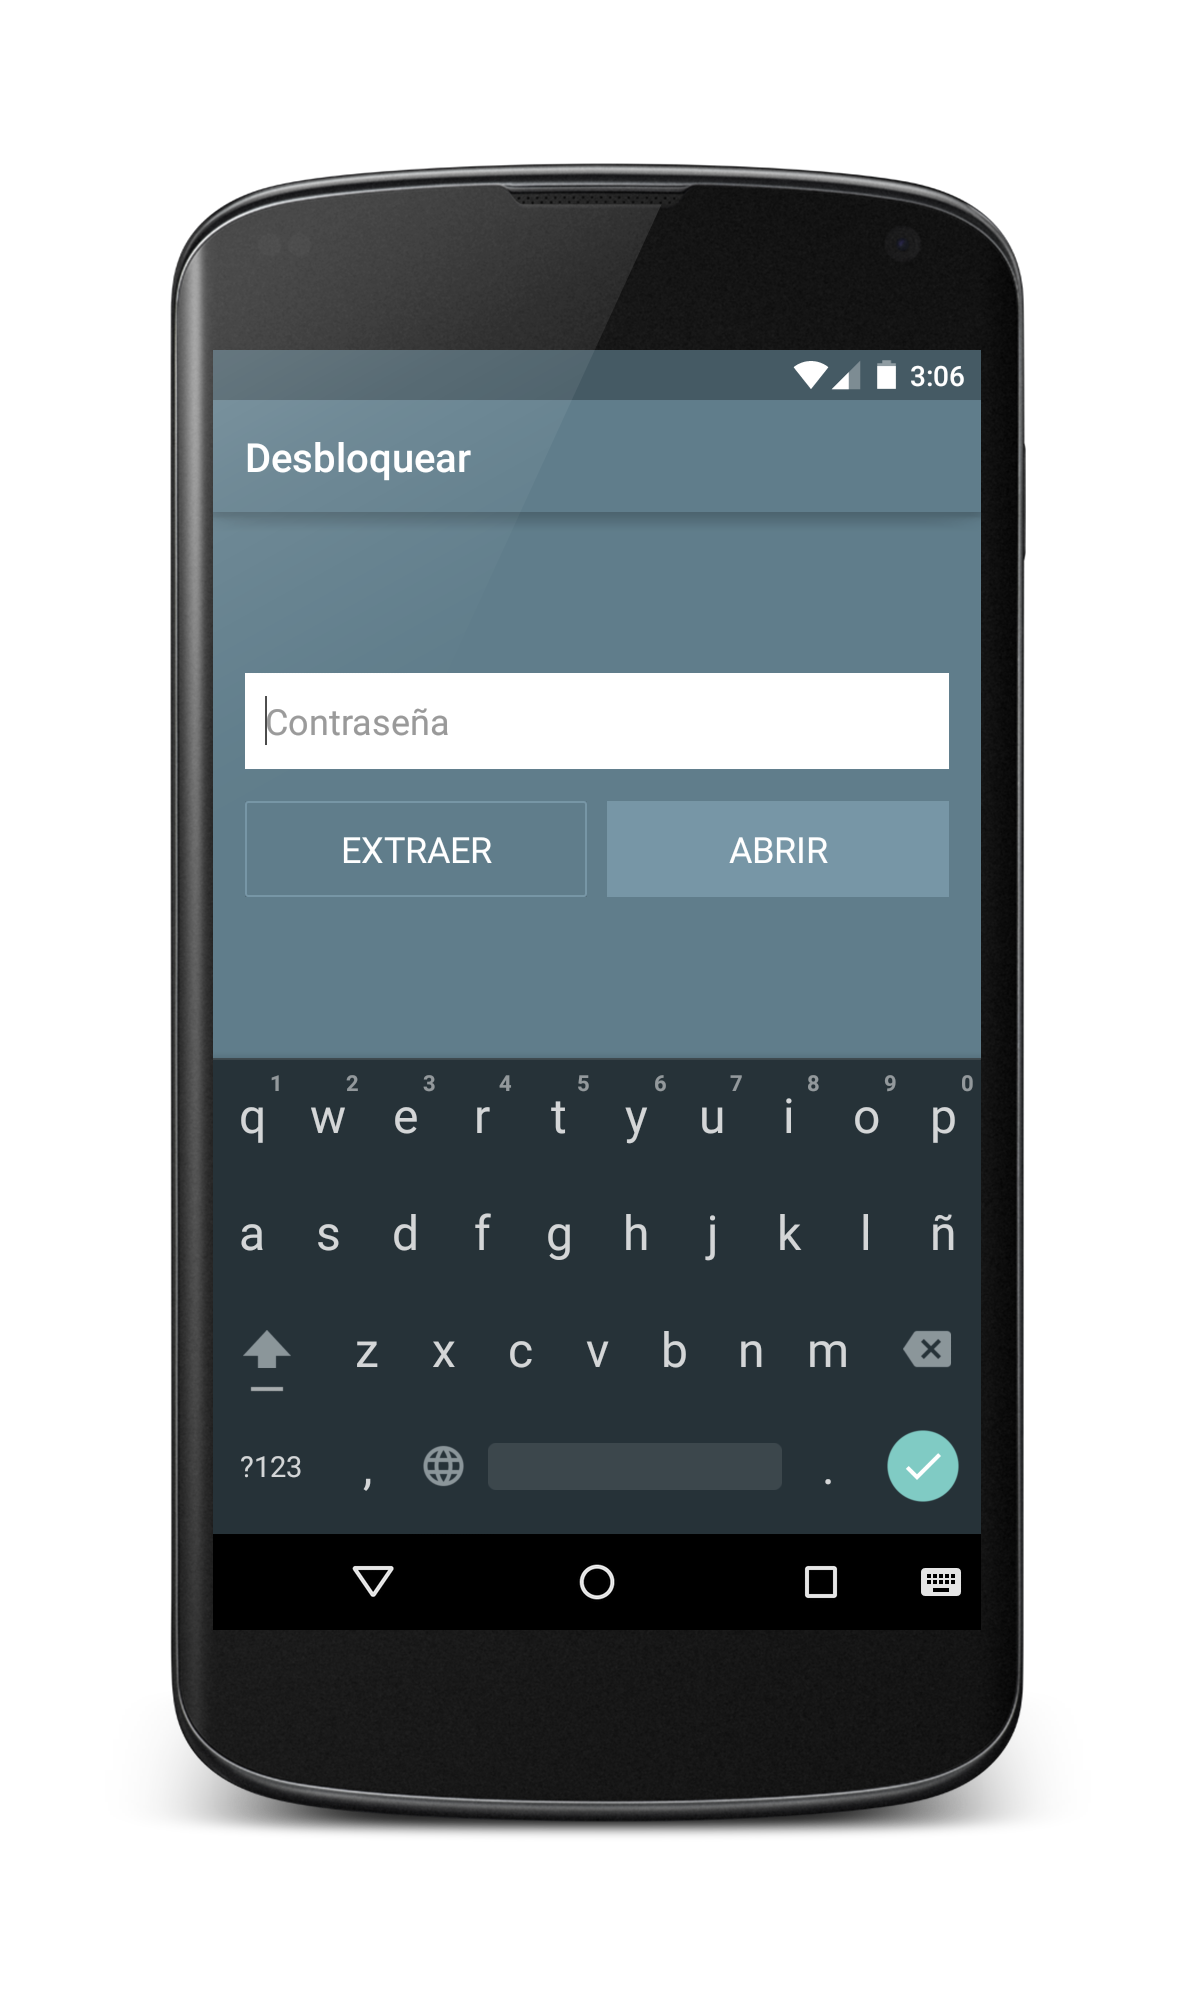 3:06
Desbloquear
Contraseña
EXTRAER ABRIR
1 2 3 4 5 6 7 8 9 0
q w e r t y u i o p
a s d f g h j k l ñ
z x c v b n m
?123 , .